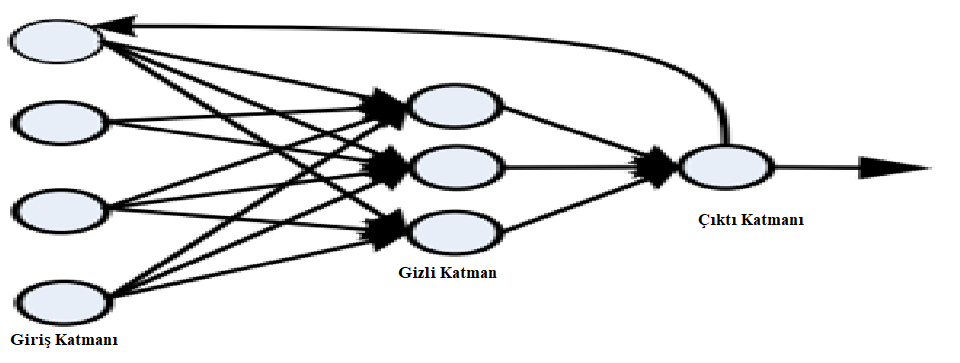 Çıktı Katmanı
Gizli Katman
Giriş Katmanı